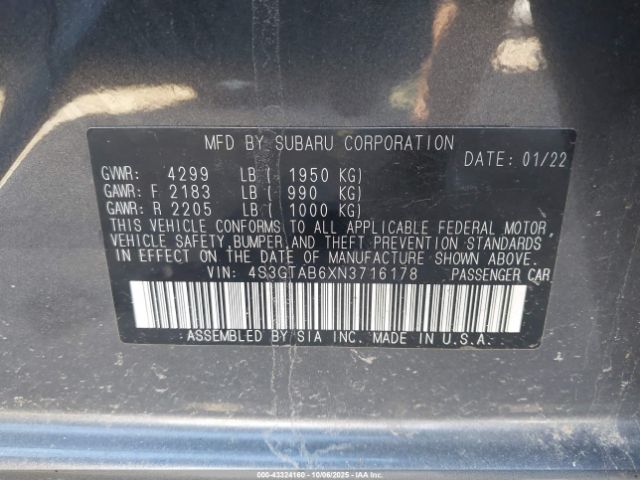 MFD BY SUBARU CORPORATION
DATE: 01/22
GVWR: 4299 LB ( 1950 KG)
GAWR: F 2183 LB ( 990 KG)
GAWR: R 2205 LB ( 1000 KG)
THIS VEHICLE CONFORMS TO ALL APPLICABLE FEDERAL MOTOR
VEHICLE SAFETY, BUMPER, AND THEFT PREVENTION STANDARDS
IN EFFECT ON THE DATE OF MANUFACTURE SHOWN ABOVE.
VIN: 4S3GTAB6XN3716178 PASSENGER CAR
ASSEMBLED BY SIA INC. MADE IN U.S.A.
000-43324160 - 10/06/2025 - IAAI.COM